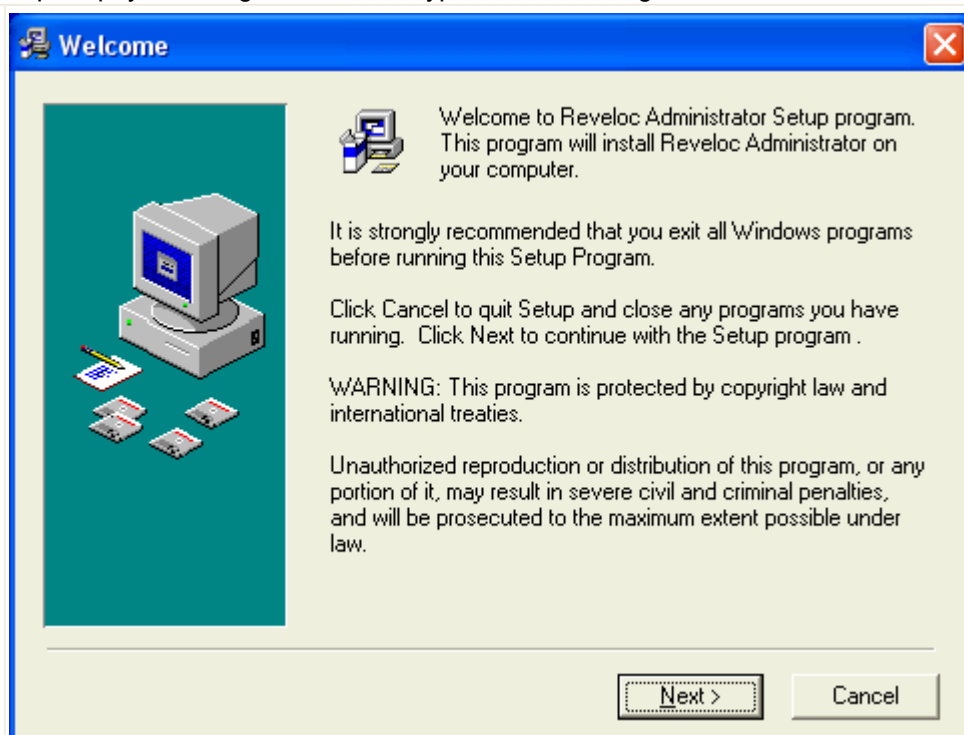 Welcome
Welcome to Reveloc Administrator Setup program.
This program will install Reveloc Administrator on
your computer.
It is strongly recommended that you exit all Windows programs
before running this Setup Program.
Click Cancel to quit Setup and close any programs you have
running.  Click Next to continue with the Setup program .
WARNING: This program is protected by copyright law and
international treaties.
Unauthorized reproduction or distribution of this program, or any
portion of it, may result in severe civil and criminal penalties,
and will be prosecuted to the maximum extent possible under
law.
Next >
Cancel